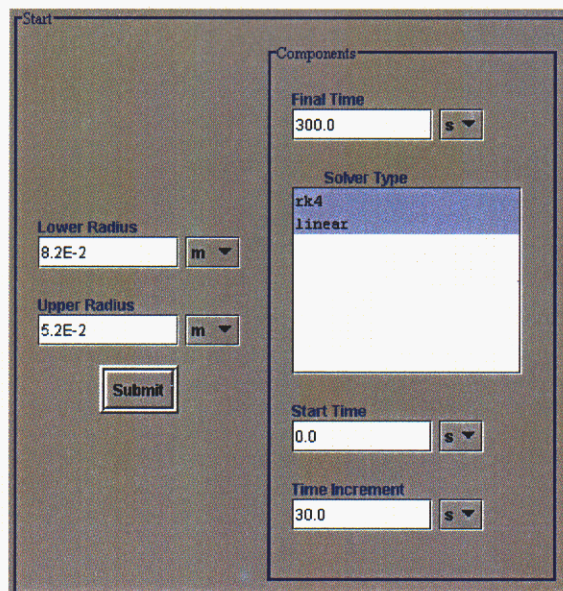 Start
Components
Final Time
300.0 s
Solver Type
rk4
linear
Lower Radius
8.2E-2 m
Upper Radius
5.2E-2 m
Submit
Start Time
0.0 s
Time Increment
30.0 s